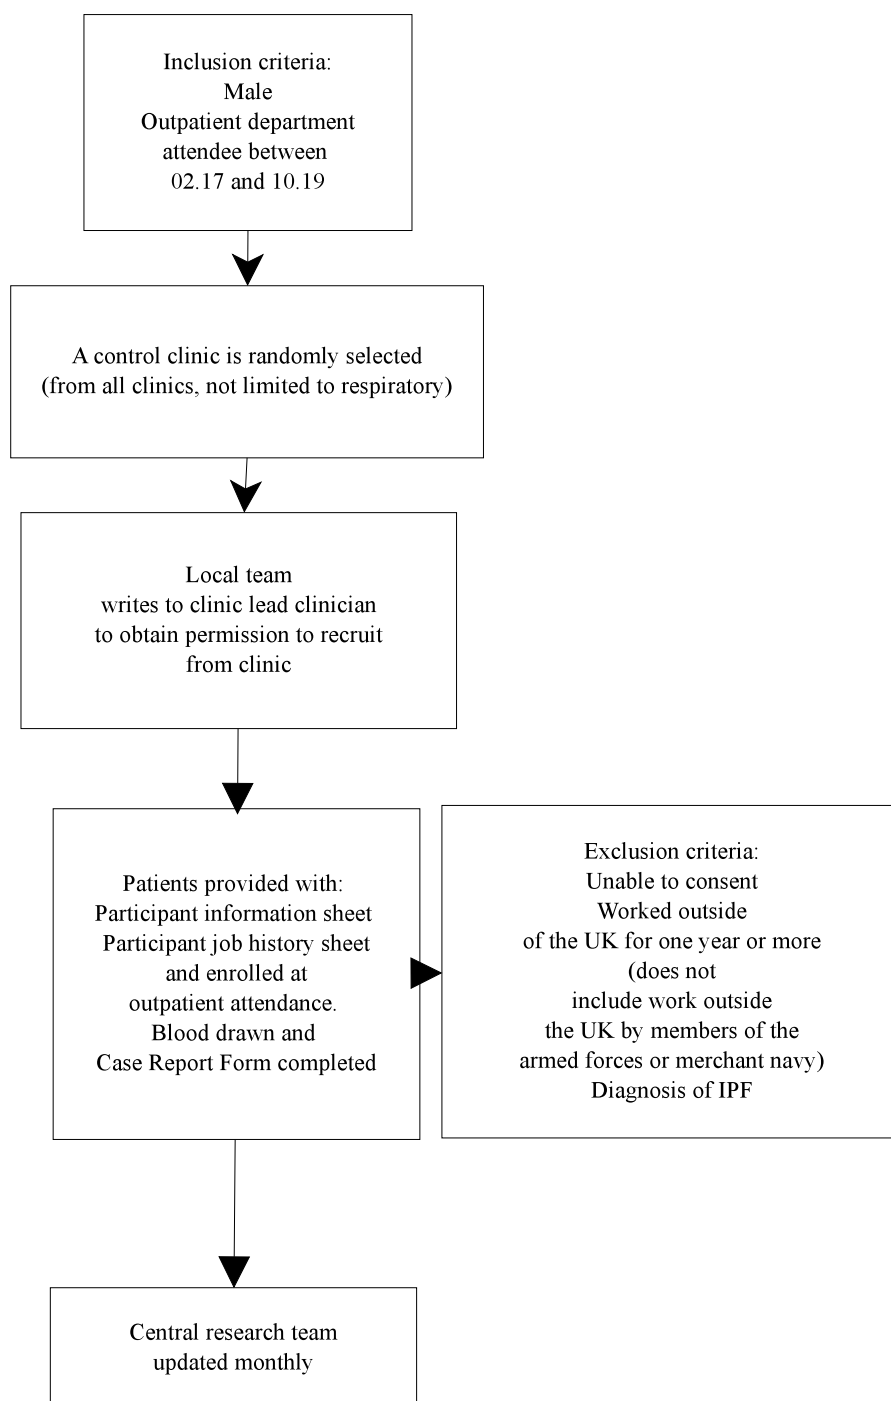 Inclusion criteria:
Male
Outpatient department
attendee between
02.17 and 10.19
A control clinic is randomly selected
(from all clinics, not limited to respiratory)
Local team
writes to clinic lead clinician
to obtain permission to recruit
from clinic
Patients provided with:
Participant information sheet
Participant job history sheet
and enrolled at
outpatient attendance.
Blood drawn and
Case Report Form completed
Exclusion criteria:
Unable to consent
Worked outside
of the UK for one year or more
(does not
include work outside
the UK by members of the
armed forces or merchant navy)
Diagnosis of IPF
Central research team
updated monthly